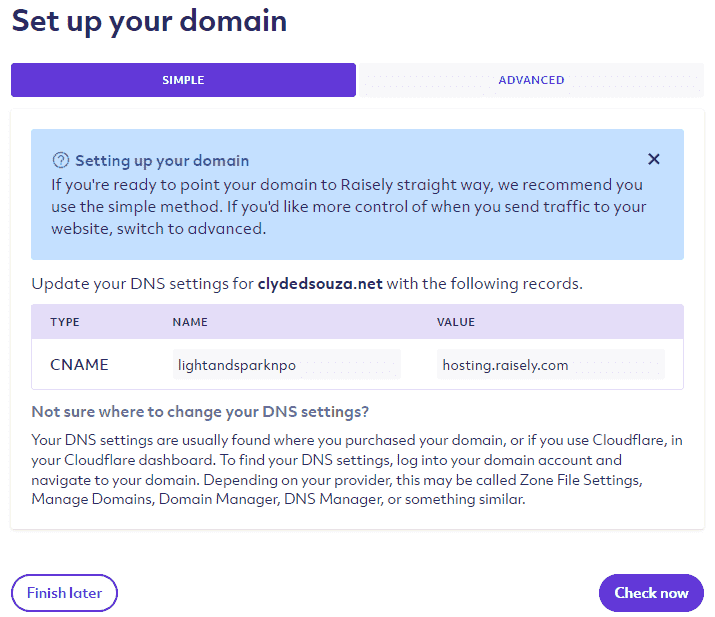 Set up your domain
SIMPLE
ADVANCED
Setting up your domain
If you're ready to point your domain to Raisely straight way, we recommend you
use the simple method. If you'd like more control of when you send traffic to your
website, switch to advanced.
Update your DNS settings for clydedsouza.net with the following records.
TYPE NAME VALUE
CNAME lightandsparknpo hosting.raisely.com
Not sure where to change your DNS settings?
Your DNS settings are usually found where you purchased your domain, or if you use Cloudflare, in
your Cloudflare dashboard. To find your DNS settings, log into your domain account and
navigate to your domain. Depending on your provider, this may be called Zone File Settings,
Manage Domains, Domain Manager, DNS Manager, or something similar.
Finish later
Check now